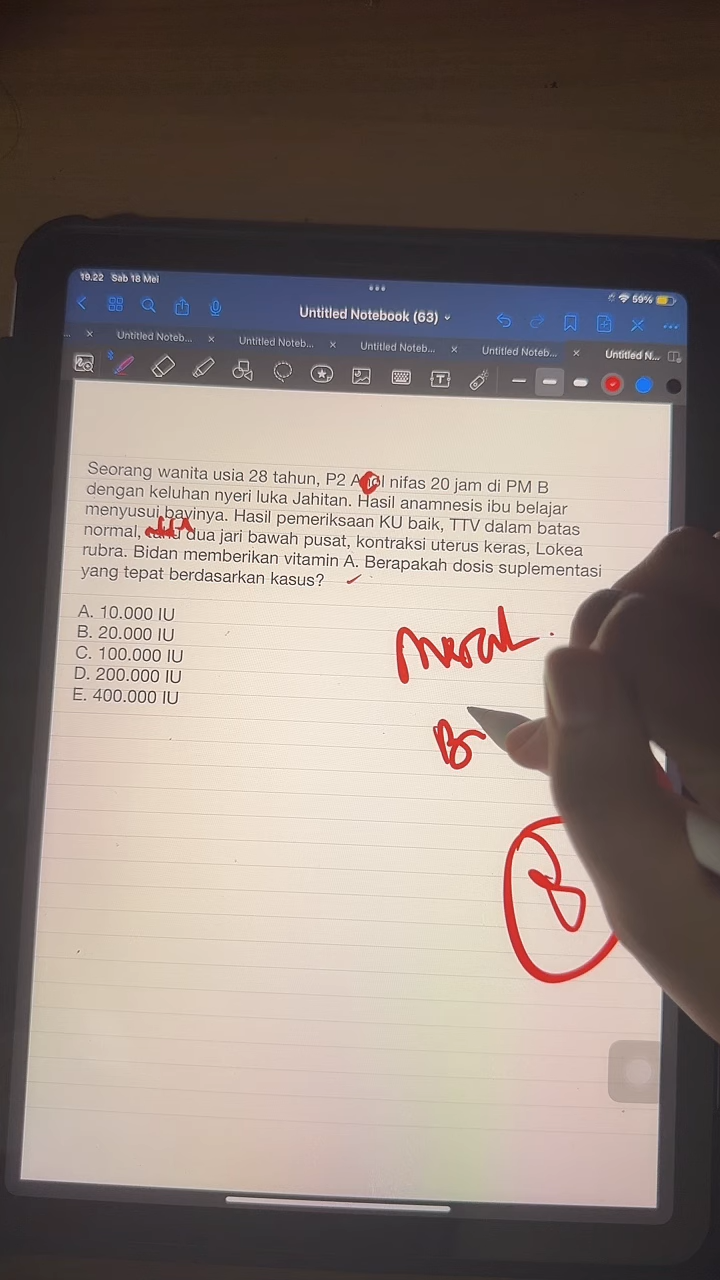 19.22 Sab 18 Mei
59%
Untitled Notebook (63)
... Untitled Noteb... Untitled Noteb... Untitled Noteb... Untitled Noteb... Untitled N...
Seorang wanita usia 28 tahun, P2 A nifas 20 jam di PM B
dengan keluhan nyeri luka Jahitan. Hasil anamnesis ibu belajar
menyusui bayinya. Hasil pemeriksaan KU baik, TTV dalam batas
normal, dua jari bawah pusat, kontraksi uterus keras, Lokea
rubra. Bidan memberikan vitamin A. Berapakah dosis suplementasi
yang tepat berdasarkan kasus?
A. 10.000 IU
B. 20.000 IU
C. 100.000 IU
D. 200.000 IU
E. 400.000 IU